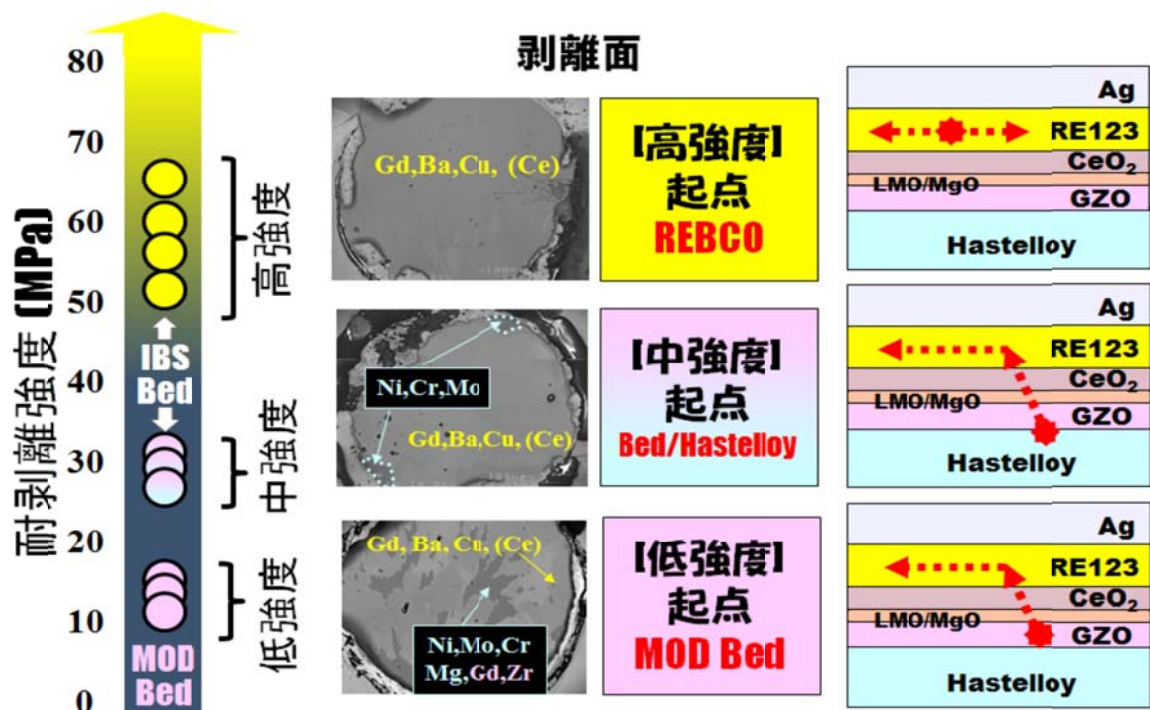 剥離面
耐剥離強度 (MPa)
80
70
60
50
40
30
20
10
0
IBS
Bed
MOD
Bed
高強度
中強度
低強度
Gd,Ba,Cu, (Ce)
[高強度]
起点
REBCO
Ag
RE123
CeO₂
LMO/MgO
GZO
Hastelloy
Ni,Cr,Mo
Gd,Ba,Cu, (Ce)
[中強度]
起点
Bed/Hastelloy
Ag
RE123
CeO₂
LMO/MgO
GZO
Hastelloy
Gd, Ba, Cu, (Ce)
Ni,Mo,Cr
Mg,Gd,Zr
[低強度]
起点
MOD Bed
Ag
RE123
CeO₂
LMO/MgO
GZO
Hastelloy